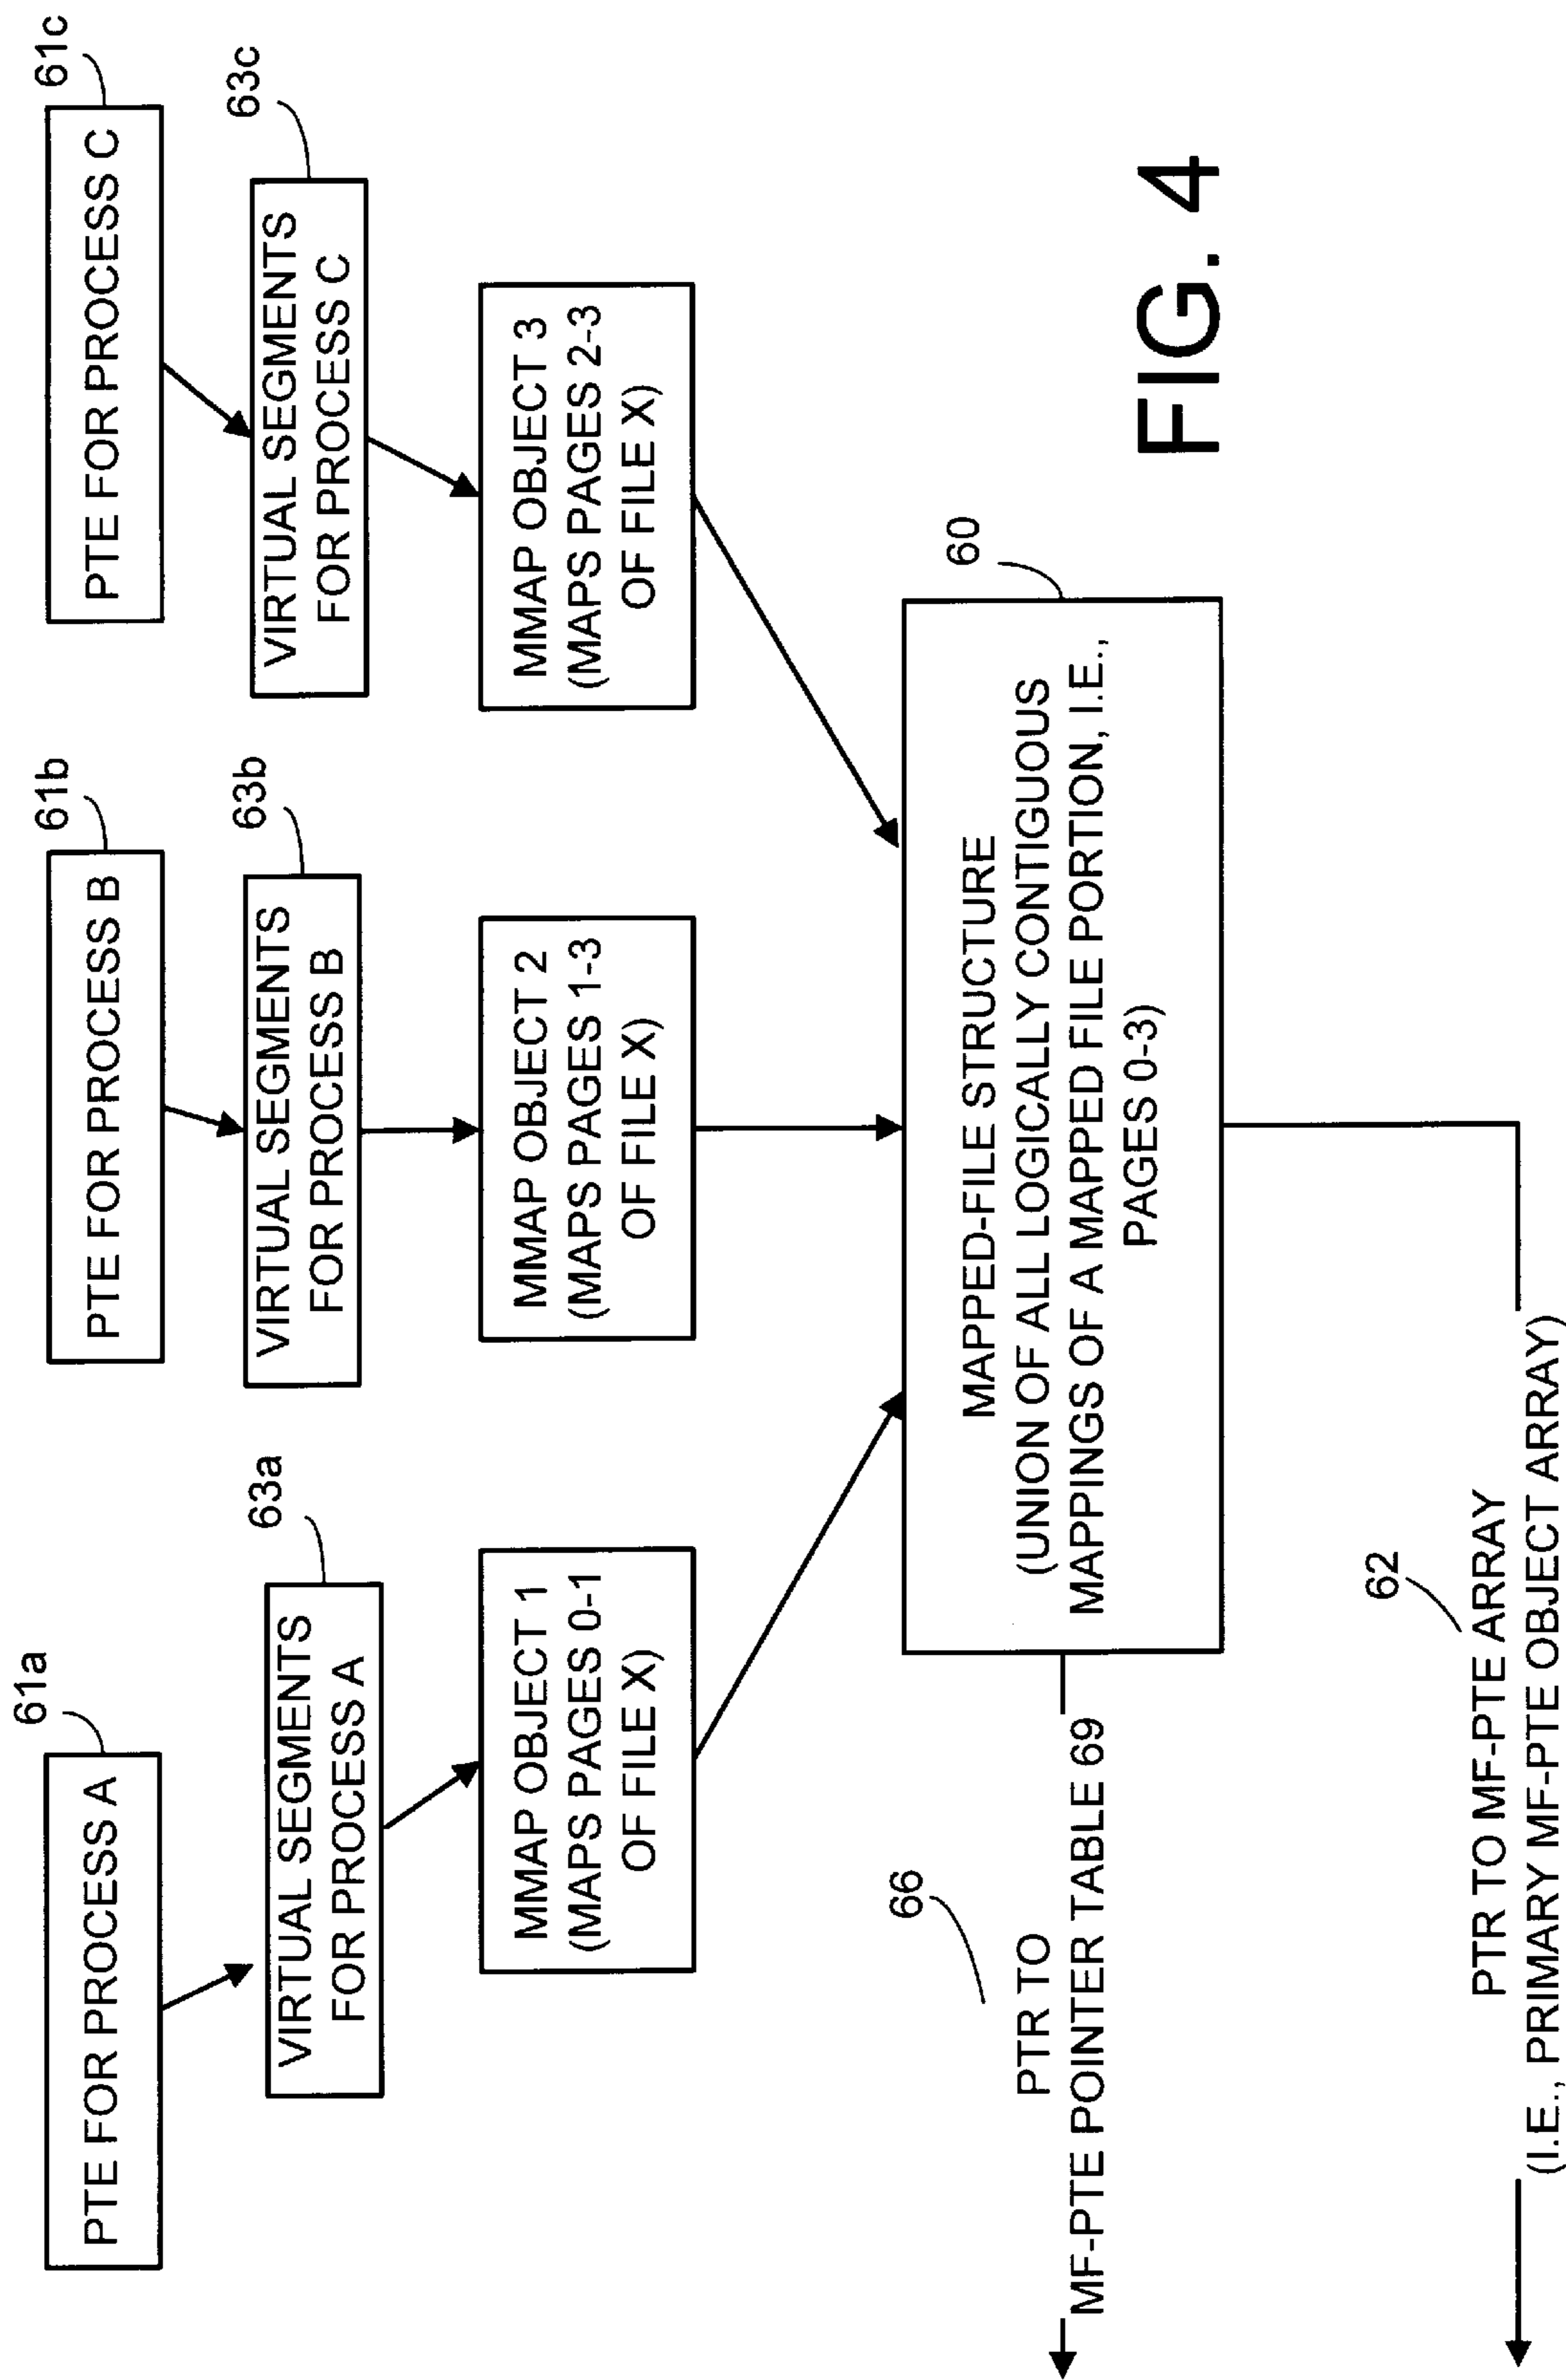 61a
PTE FOR PROCESS A
61b
PTE FOR PROCESS B
61c
PTE FOR PROCESS C
63a
VIRTUAL SEGMENTS
FOR PROCESS A
63b
VIRTUAL SEGMENTS
FOR PROCESS B
63c
VIRTUAL SEGMENTS
FOR PROCESS C
MMAP OBJECT 1
(MAPS PAGES 0-1
OF FILE X)
MMAP OBJECT 2
(MAPS PAGES 1-3
OF FILE X)
MMAP OBJECT 3
(MAPS PAGES 2-3
OF FILE X)
66
PTR TO
MF-PTE POINTER TABLE 69
60
MAPPED-FILE STRUCTURE
(UNION OF ALL LOGICALLY CONTIGUOUS
MAPPINGS OF A MAPPED FILE PORTION, I.E.,
PAGES 0-3)
62
PTR TO MF-PTE ARRAY
(I.E., PRIMARY MF-PTE OBJECT ARRAY)
FIG. 4